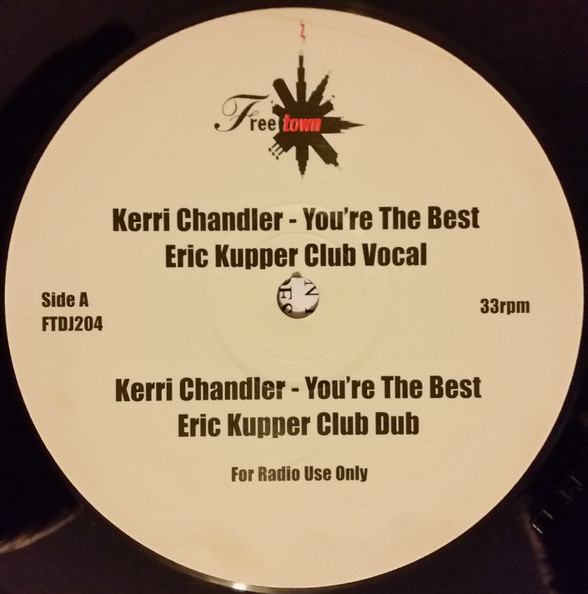 Free town
!!!
Kerri Chandler - You're The Best
Eric Kupper Club Vocal
Side A
FTDJ204
33rpm
Kerri Chandler - You're The Best
Eric Kupper Club Dub
For Radio Use Only